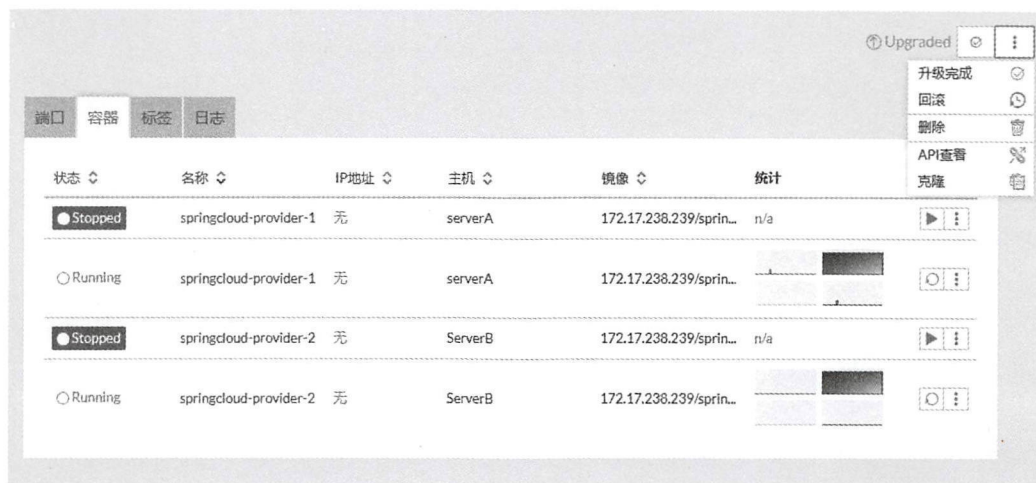 Upgraded
升级完成
回滚
删除
API查看
克隆
端口 容器 标签 日志
状态 名称 IP地址 主机 镜像 统计
Stopped springcloud-provider-1 无 serverA 172.17.238.239/sprin... n/a
Running springcloud-provider-1 无 serverA 172.17.238.239/sprin...
Stopped springcloud-provider-2 无 ServerB 172.17.238.239/sprin... n/a
Running springcloud-provider-2 无 ServerB 172.17.238.239/sprin...